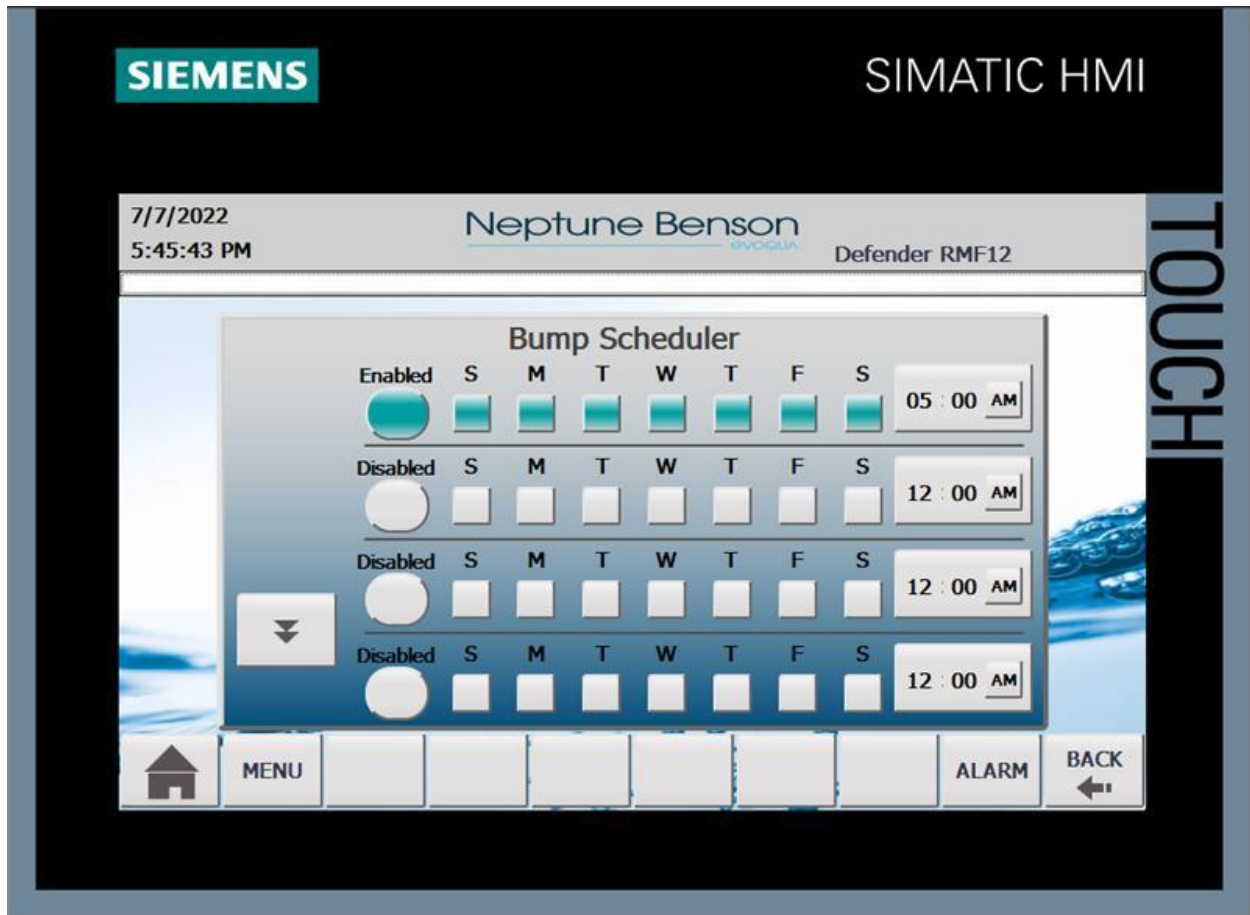 SIEMENS
SIMATIC HMI
TOUCH
7/7/2022
5:45:43 PM
Neptune Benson
evoqua
Defender RMF12
Bump Scheduler
Enabled S M T W T F S
05 : 00 AM
Disabled S M T W T F S
12 : 00 AM
Disabled S M T W T F S
12 : 00 AM
Disabled S M T W T F S
12 : 00 AM
MENU
ALARM
BACK